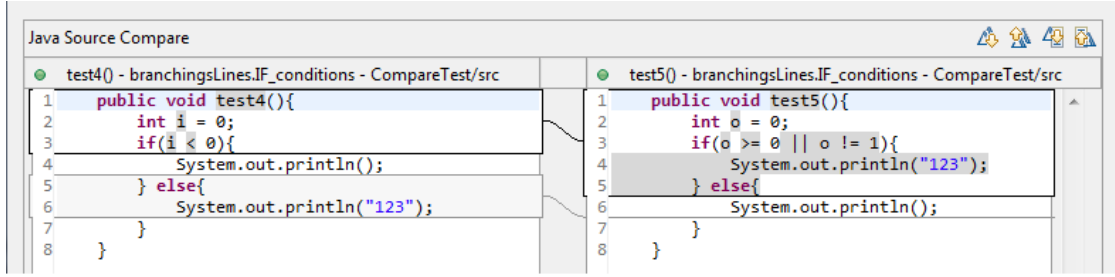 Java Source Compare
test4() - branchingsLines.IF_conditions - CompareTest/src
1 public void test4(){
2 int i = 0;
3 if(i < 0){
4 System.out.println();
5 } else{
6 System.out.println("123");
7 }
8 }
test5() - branchingsLines.IF_conditions - CompareTest/src
1 public void test5(){
2 int o = 0;
3 if(o >= 0 || o != 1){
4 System.out.println("123");
5 } else{
6 System.out.println();
7 }
8 }